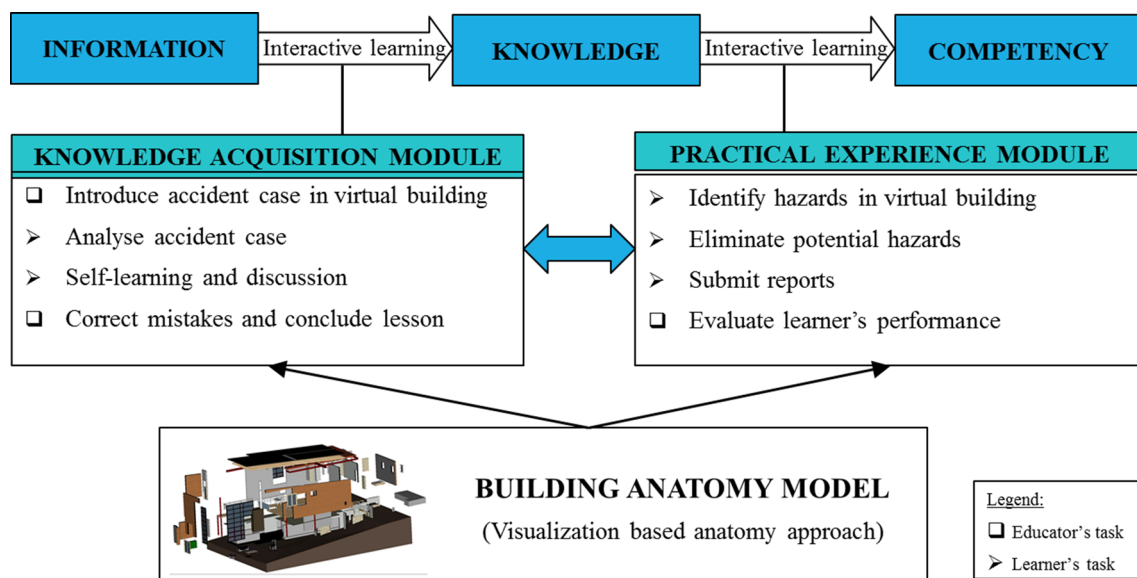 INFORMATION
Interactive learning
KNOWLEDGE
Interactive learning
COMPETENCY
KNOWLEDGE ACQUISITION MODULE
❑ Introduce accident case in virtual building
➢ Analyse accident case
➢ Self-learning and discussion
❑ Correct mistakes and conclude lesson
PRACTICAL EXPERIENCE MODULE
➢ Identify hazards in virtual building
➢ Eliminate potential hazards
➢ Submit reports
❑ Evaluate learner's performance
BUILDING ANATOMY MODEL
(Visualization based anatomy approach)
Legend:
❑ Educator's task
➢ Learner's task